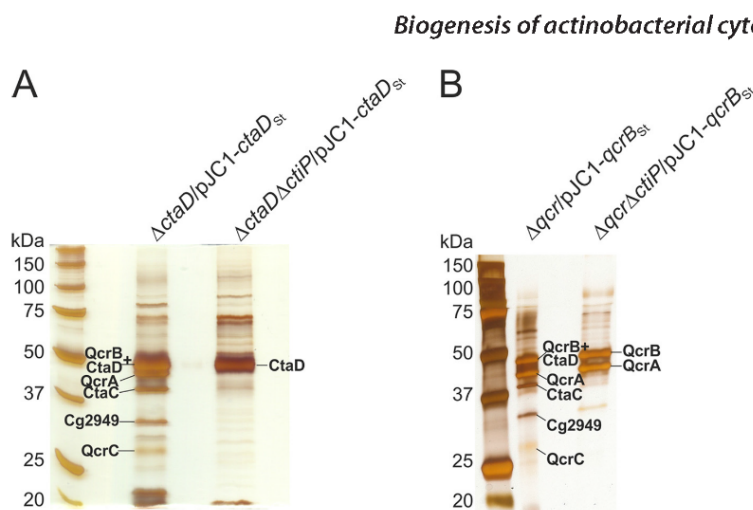 Biogenesis of actinobacterial cyt
A
B
ΔctaD/pJC1-ctaDSt
ΔctaDΔctiP/pJC1-ctaDSt
Δqcr/pJC1-qcrBSt
ΔqcrΔctiP/pJC1-qcrBSt
kDa
150
100
75
50
37
25
20
QcrB+
CtaD
QcrA
CtaC
Cg2949
QcrC
CtaD
kDa
150
100
75
50
37
25
20
QcrB+
CtaD
QcrA
CtaC
Cg2949
QcrC
QcrB
QcrA